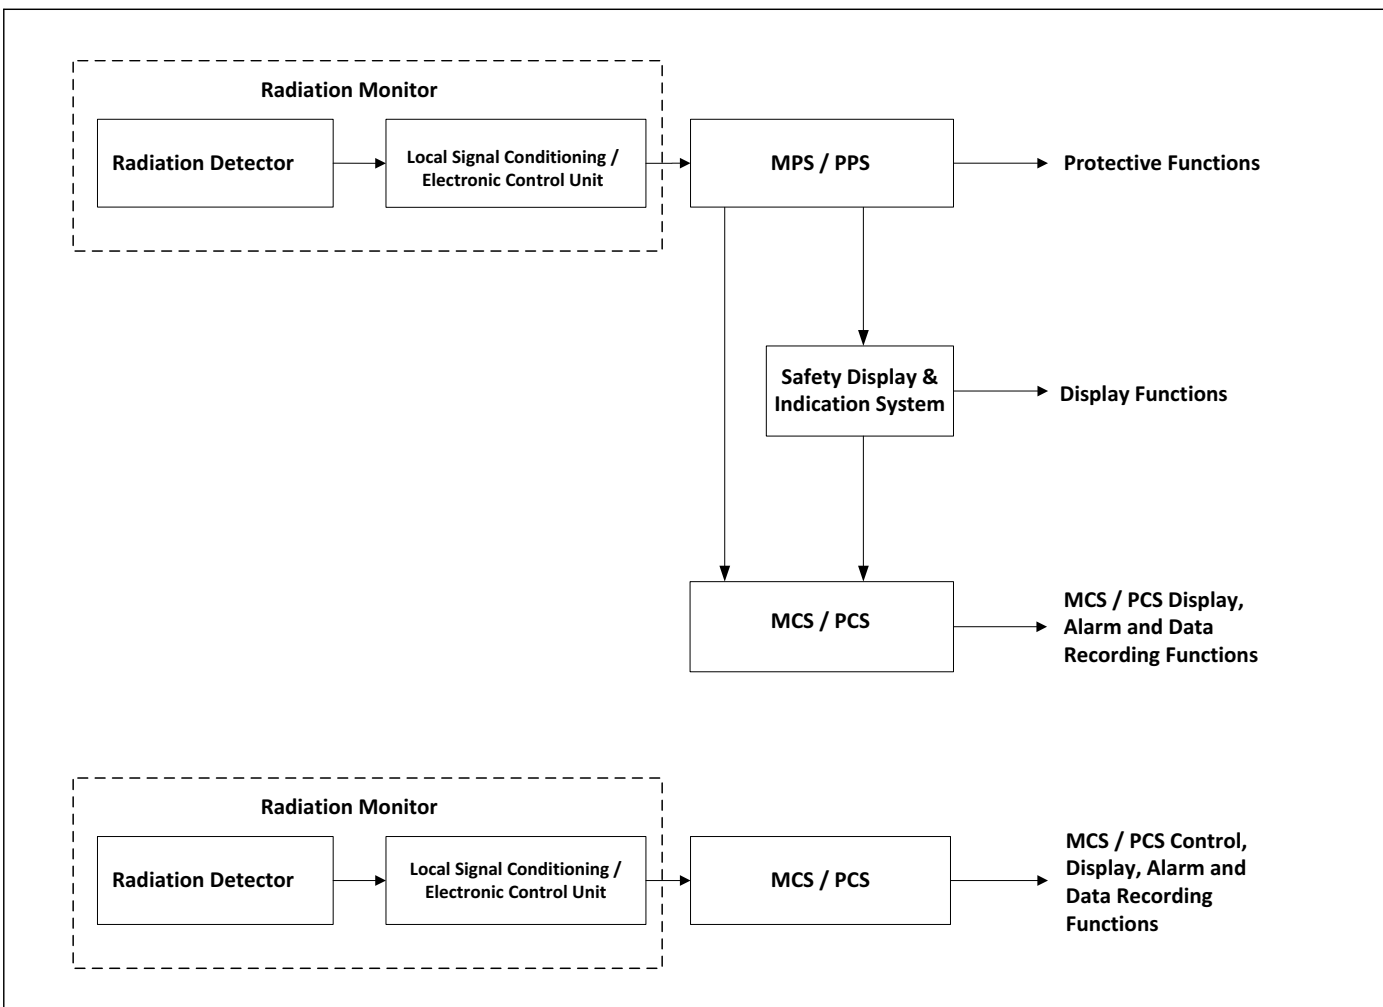 Radiation Monitor
Radiation Detector
Local Signal Conditioning /
Electronic Control Unit
MPS / PPS
Protective Functions
Safety Display &
Indication System
Display Functions
MCS / PCS
MCS / PCS Display,
Alarm and Data
Recording Functions
Radiation Monitor
Radiation Detector
Local Signal Conditioning /
Electronic Control Unit
MCS / PCS
MCS / PCS Control,
Display, Alarm and
Data Recording
Functions